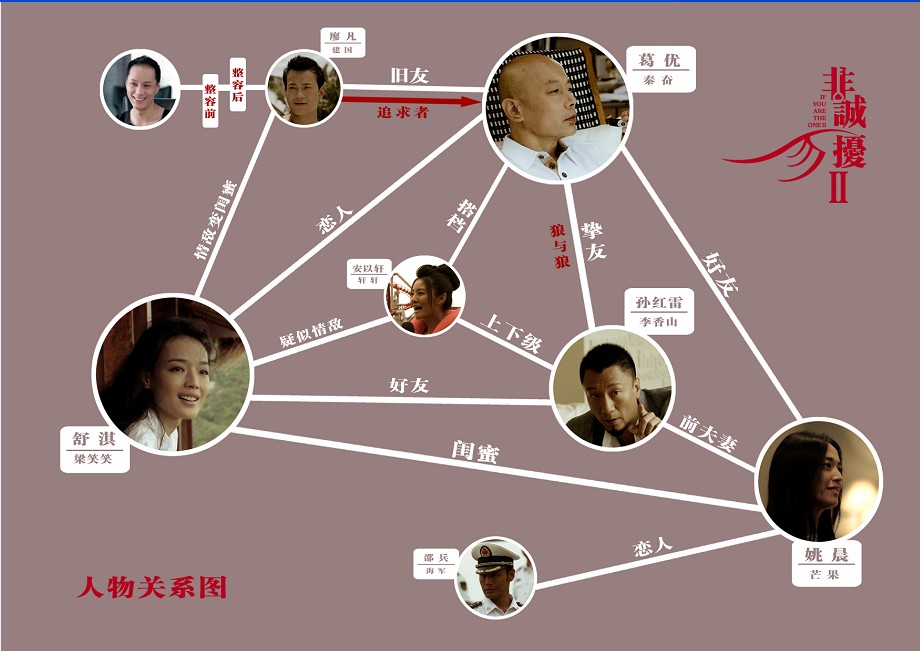 廖 凡
建 国
整容前
整容后
旧友
追求者
葛 优
秦 奋
非誠勿擾II
IF
YOU
ARE
THE
ONE II
情敌变闺蜜
恋人
搭档
狼与狼
挚友
好友
安以轩
轩 轩
孙红雷
李香山
疑似情敌
上下级
好友
前夫妻
舒 淇
梁笑笑
闺蜜
姚 晨
芒 果
邵 兵
海 军
恋人
人物关系图